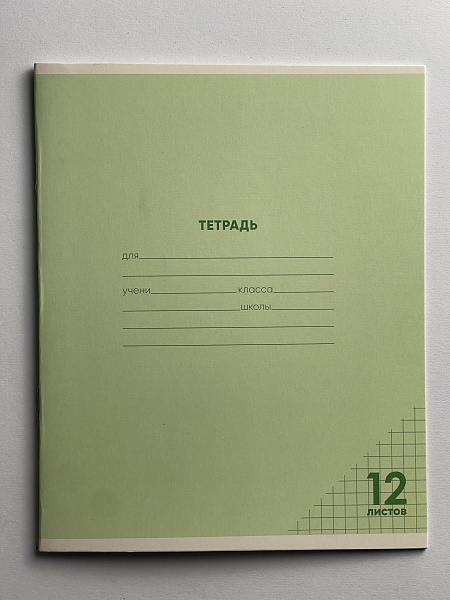 ТЕТРАДЬ
для
учени класса
школы
12
ЛИСТОВ